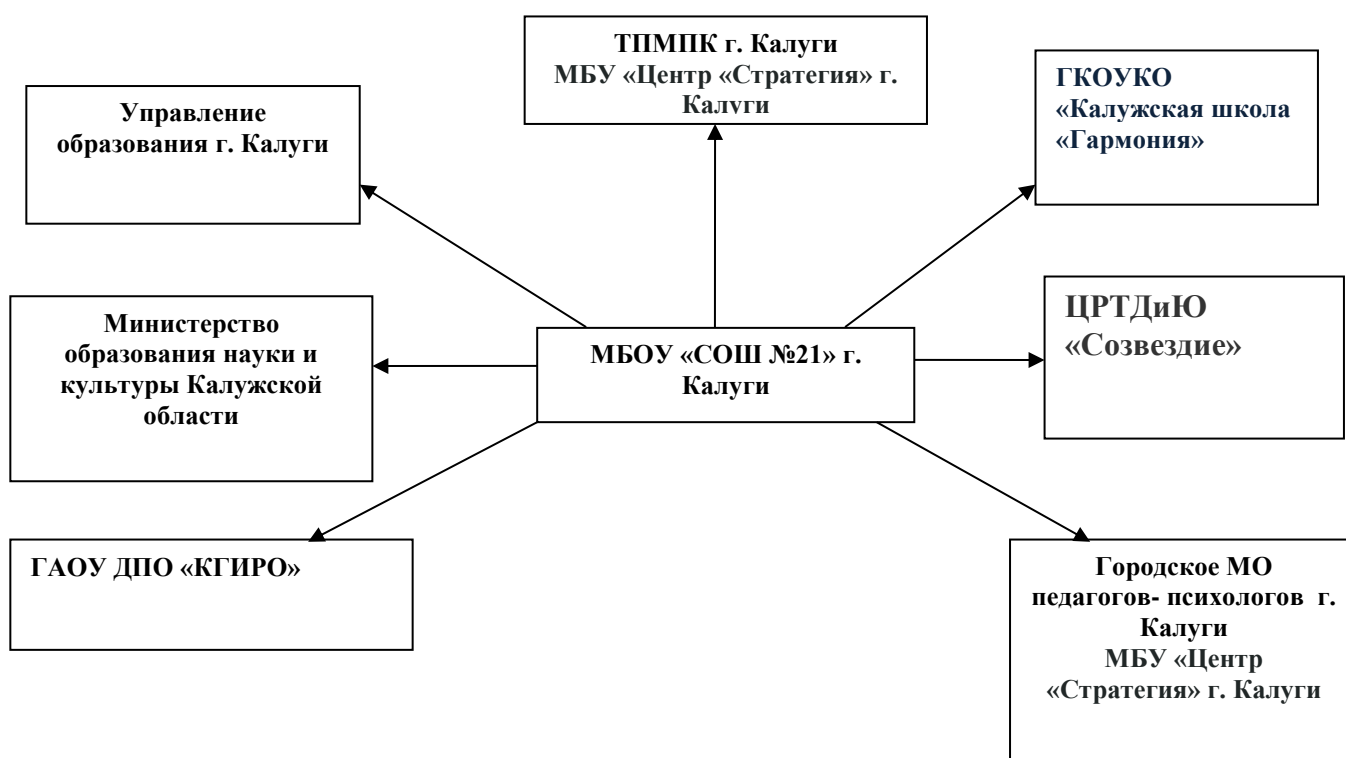 ТПМПК г. Калуги
МБУ «Центр «Стратегия» г.
Калуги
Управление
образования г. Калуги
ГКОУКО
«Калужская школа
«Гармония»
Министерство
образования науки и
культуры Калужской
области
МБОУ «СОШ №21» г.
Калуги
ЦРТДиЮ
«Созвездие»
ГАОУ ДПО «КГИРО»
Городское МО
педагогов- психологов г.
Калуги
МБУ «Центр
«Стратегия» г. Калуги